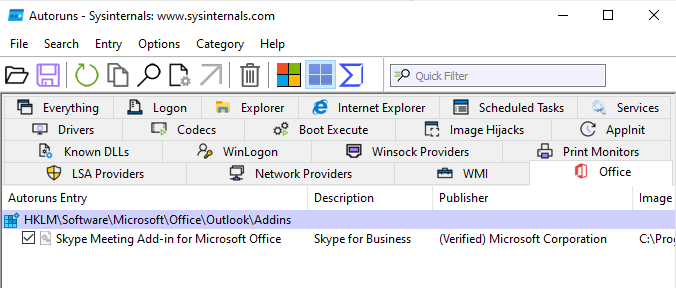 Autoruns - Sysinternals: www.sysinternals.com
File Search Entry Options Category Help
Quick Filter
Everything Logon Explorer Internet Explorer Scheduled Tasks Services
Drivers Codecs Boot Execute Image Hijacks AppInit
Known DLLs WinLogon Winsock Providers Print Monitors
LSA Providers Network Providers WMI Office
Autoruns Entry Description Publisher Image
HKLM\Software\Microsoft\Office\Outlook\Addins
Skype Meeting Add-in for Microsoft Office Skype for Business (Verified) Microsoft Corporation C:\Prog